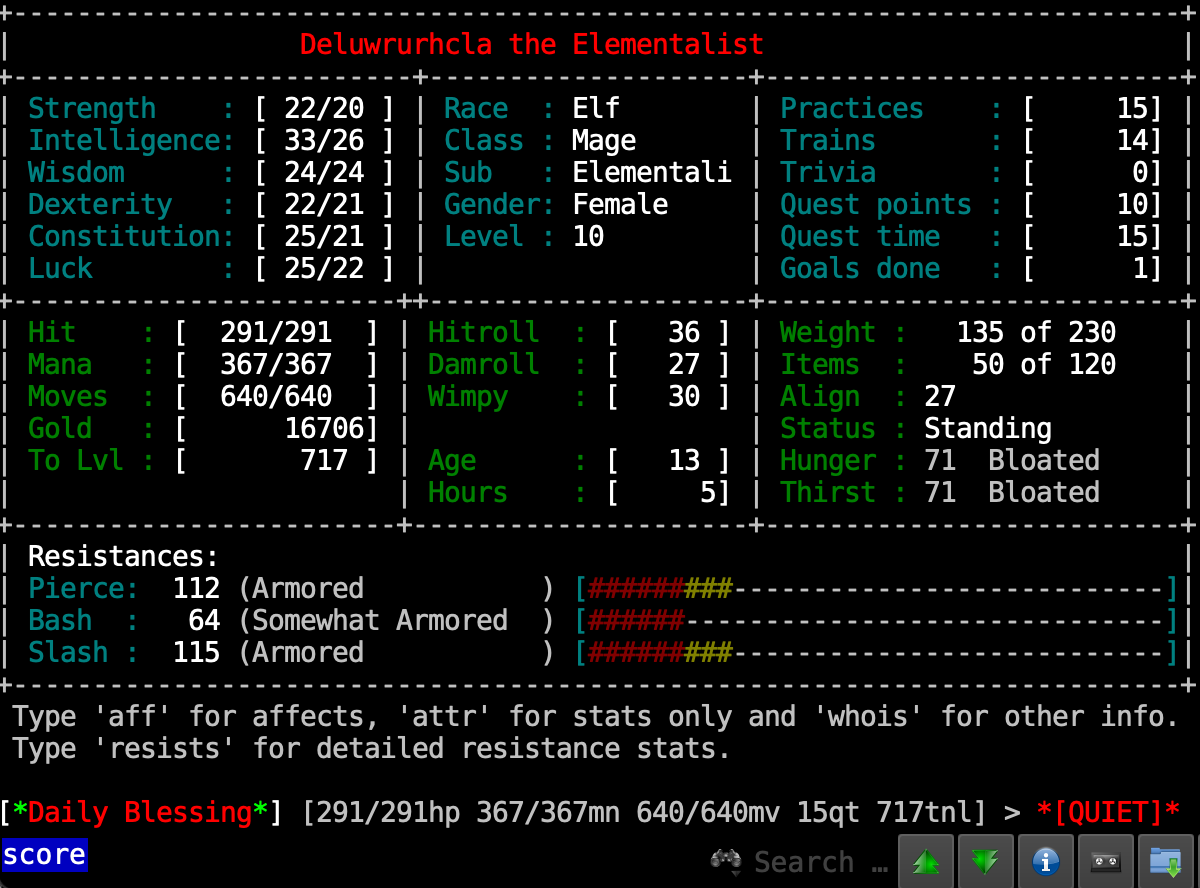 +-------------------------------------------------------------------------+
|                  Deluwrurhcla the Elementalist                          |
+-------------------------+--------------------+--------------------------+
| Strength    : [ 22/20 ] | Race  : Elf        | Practices    : [     15] |
| Intelligence: [ 33/26 ] | Class : Mage       | Trains       : [     14] |
| Wisdom      : [ 24/24 ] | Sub   : Elementali | Trivia       : [      0] |
| Dexterity   : [ 22/21 ] | Gender: Female     | Quest points : [     10] |
| Constitution: [ 25/21 ] | Level : 10         | Quest time   : [     15] |
| Luck        : [ 25/22 ] |                    | Goals done   : [      1] |
+------------------------++--------------------+--------------------------+
| Hit    : [  291/291  ] | Hitroll  : [   36 ] | Weight :   135 of 230    |
| Mana   : [  367/367  ] | Damroll  : [   27 ] | Items  :    50 of 120    |
| Moves  : [  640/640  ] | Wimpy    : [   30 ] | Align  : 27              |
| Gold   : [      16706] |                     | Status : Standing        |
| To Lvl : [       717 ] | Age      : [   13 ] | Hunger : 71  Bloated     |
|                        | Hours    : [     5] | Thirst : 71  Bloated     |
+------------------------+---------------------+--------------------------+
| Resistances:                                                            |
| Pierce:  112 (Armored           ) [#########---------------------------]|
| Bash  :   64 (Somewhat Armored  ) [######------------------------------]|
| Slash :  115 (Armored           ) [#########---------------------------]|
+-------------------------------------------------------------------------+
Type 'aff' for affects, 'attr' for stats only and 'whois' for other info.
Type 'resists' for detailed resistance stats.
[*Daily Blessing*] [291/291hp 367/367mn 640/640mv 15qt 717tnl] > *[QUIET]*
score
Search …